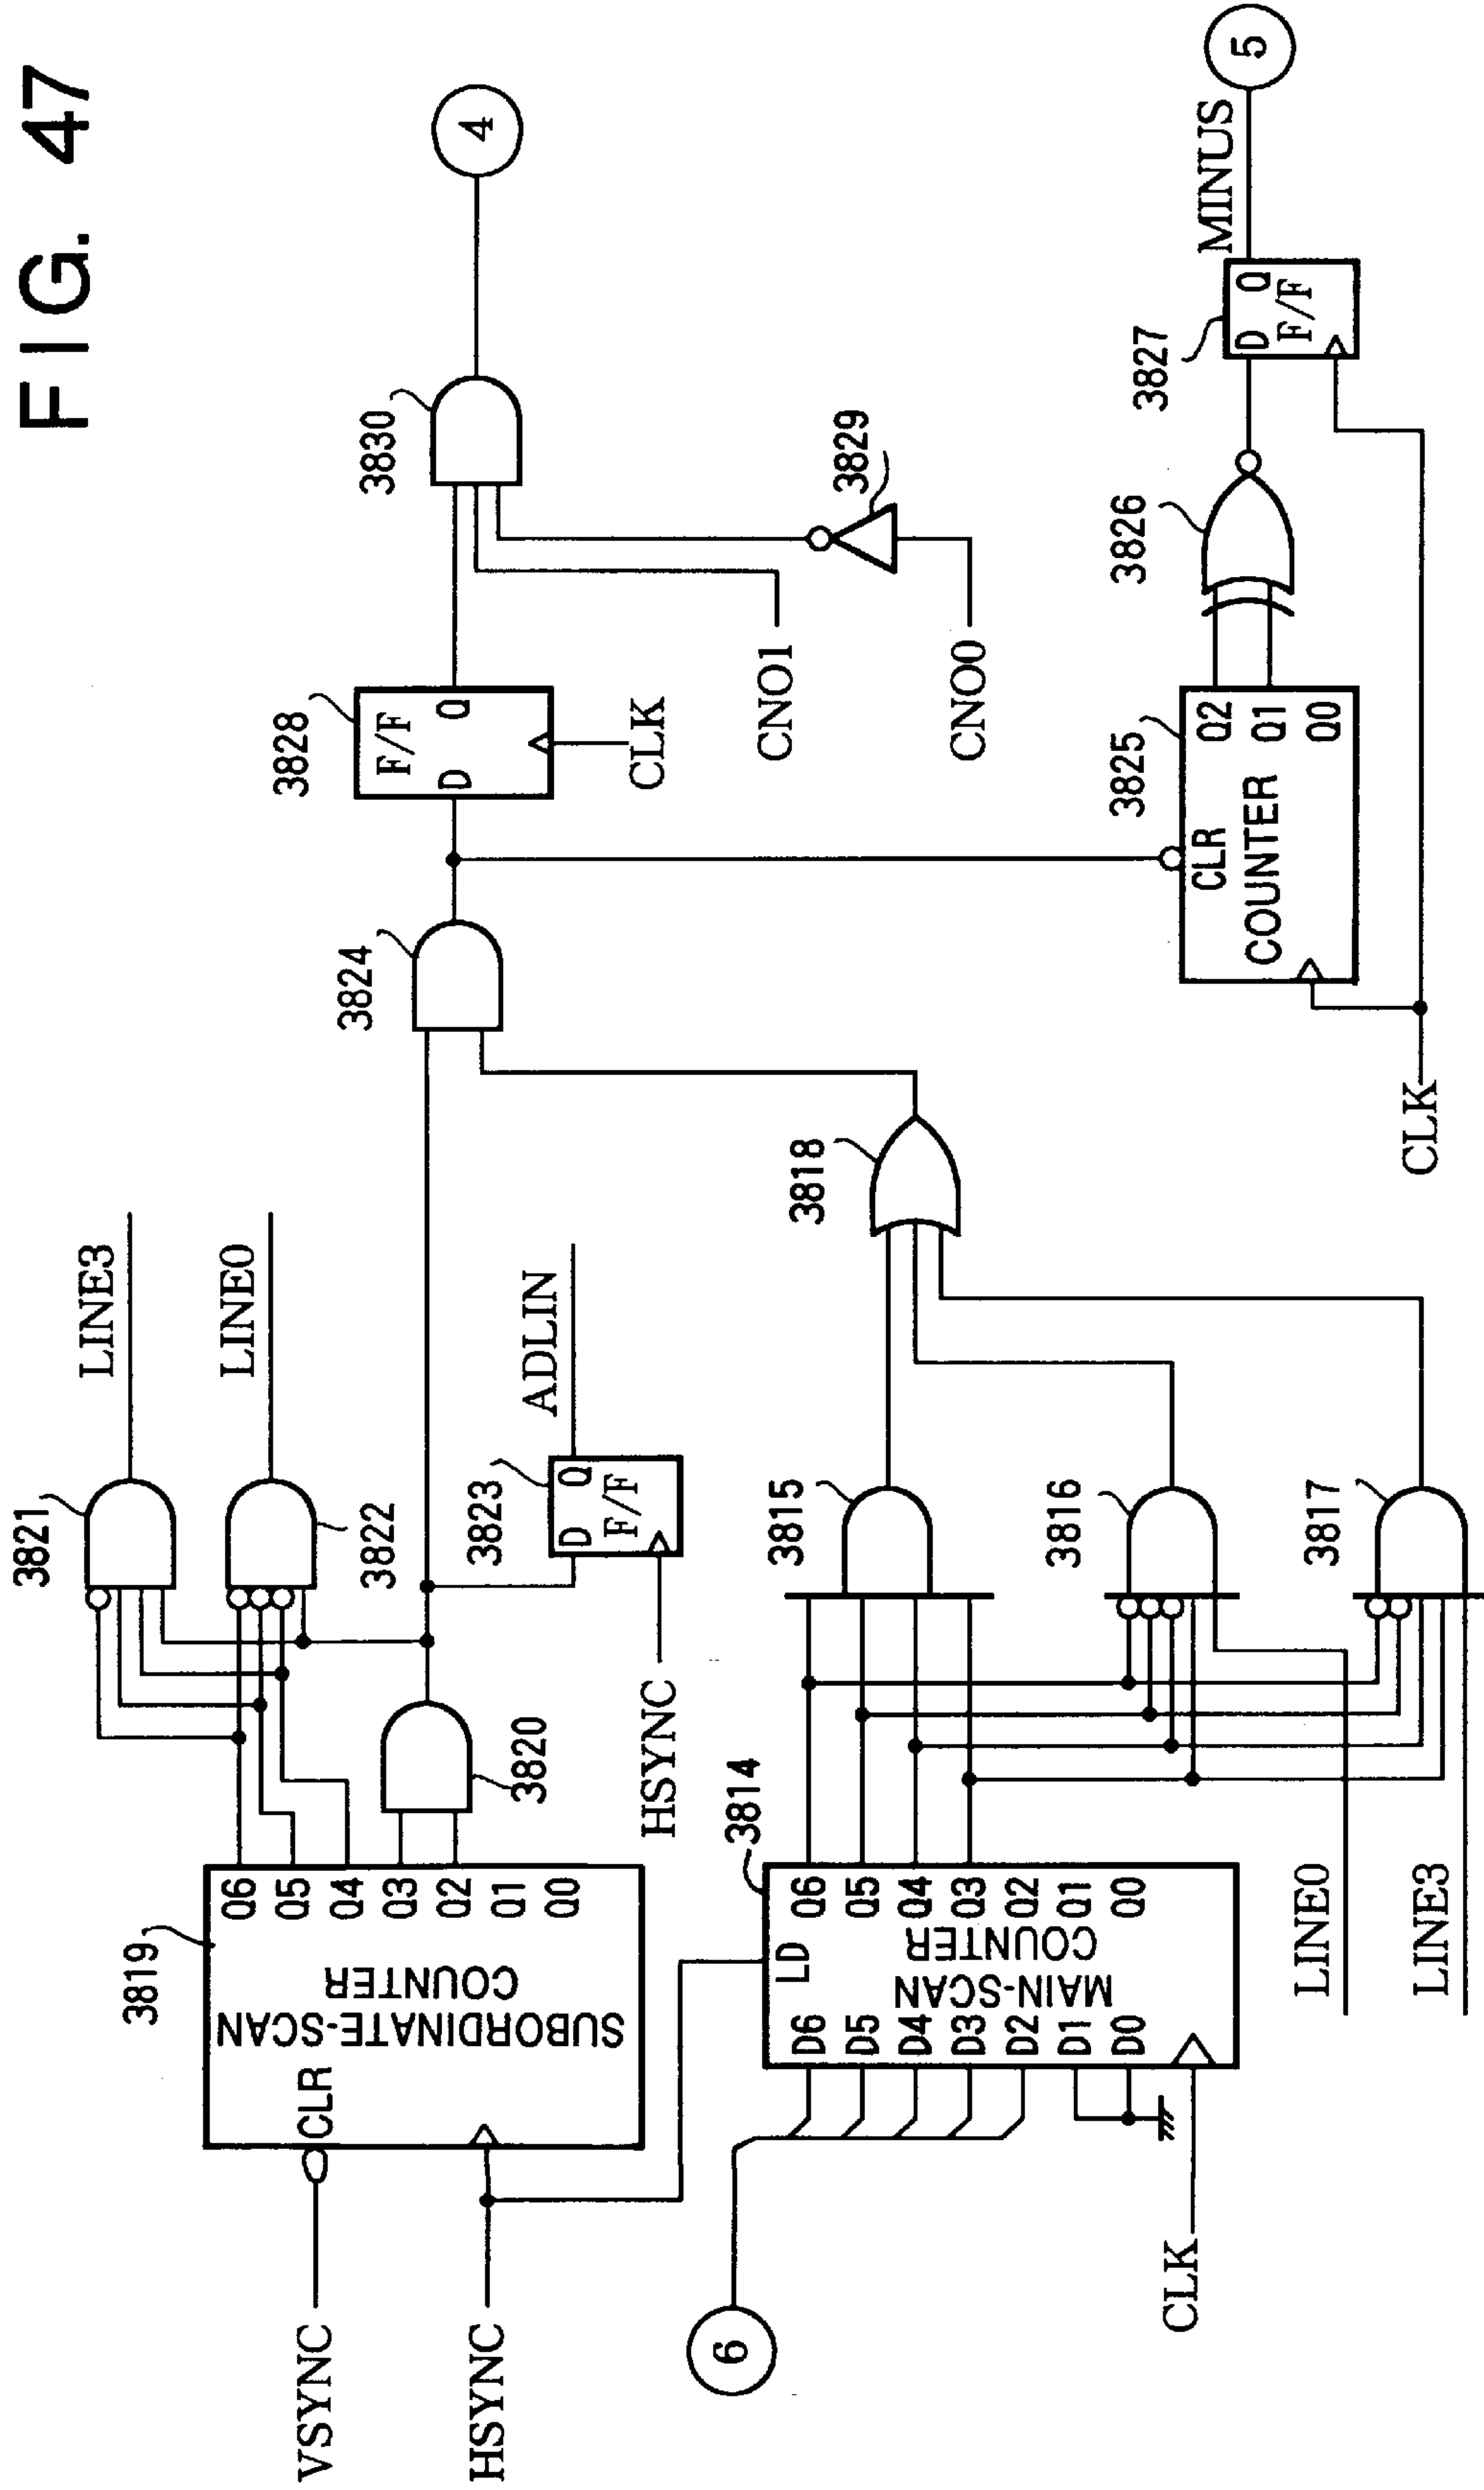 FIG. 47
3821
LINE3
LINE0
3822
3819
SUBORDINATE-SCAN
COUNTER
CLR
Q6
Q5
Q4
Q3
Q2
Q1
Q0
VSYNC
HSYNC
3820
3823
D Q
F/F
ADLIN
HSYNC
3824
3828
F/F
D Q
CLK
3830
4
CNO1
3829
CNO0
6
3814
LD
MAIN-SCAN
COUNTER
D6 Q6
D5 Q5
D4 Q4
D3 Q3
D2 Q2
D1 Q1
D0 Q0
CLK
3815
3816
3817
3818
LINE0
LINE3
3825
CLR
COUNTER
Q2
Q1
Q0
CLK
3826
3827
D Q
F/F
MINUS
5